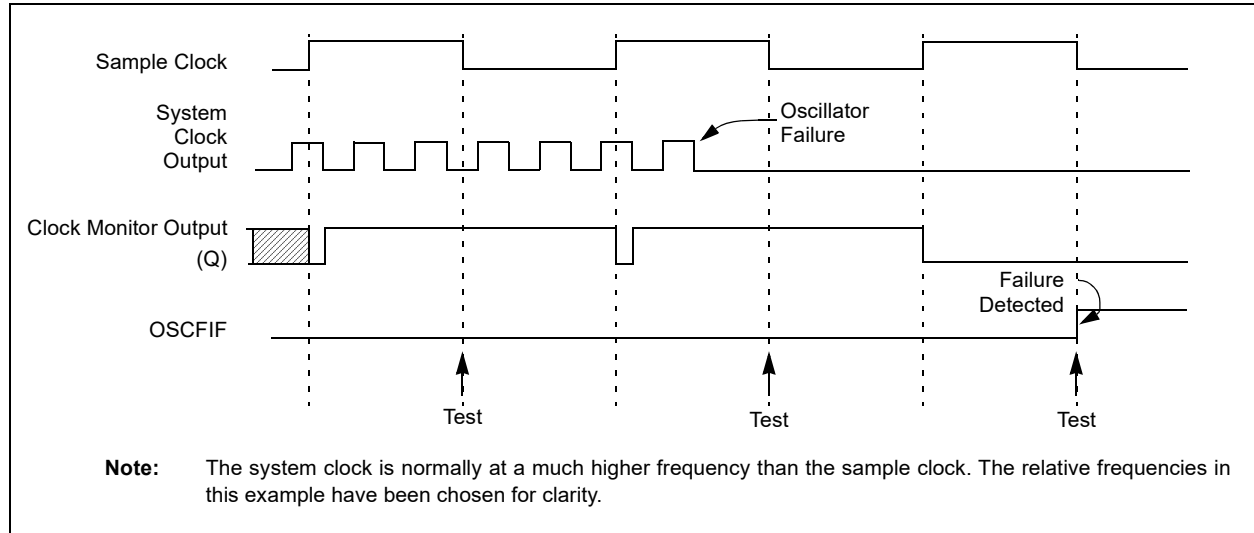 Sample Clock
System
Clock
Output
Oscillator
Failure
Clock Monitor Output
(Q)
Failure
Detected
OSCFIF
Test
Test
Test
Note: The system clock is normally at a much higher frequency than the sample clock. The relative frequencies in
this example have been chosen for clarity.